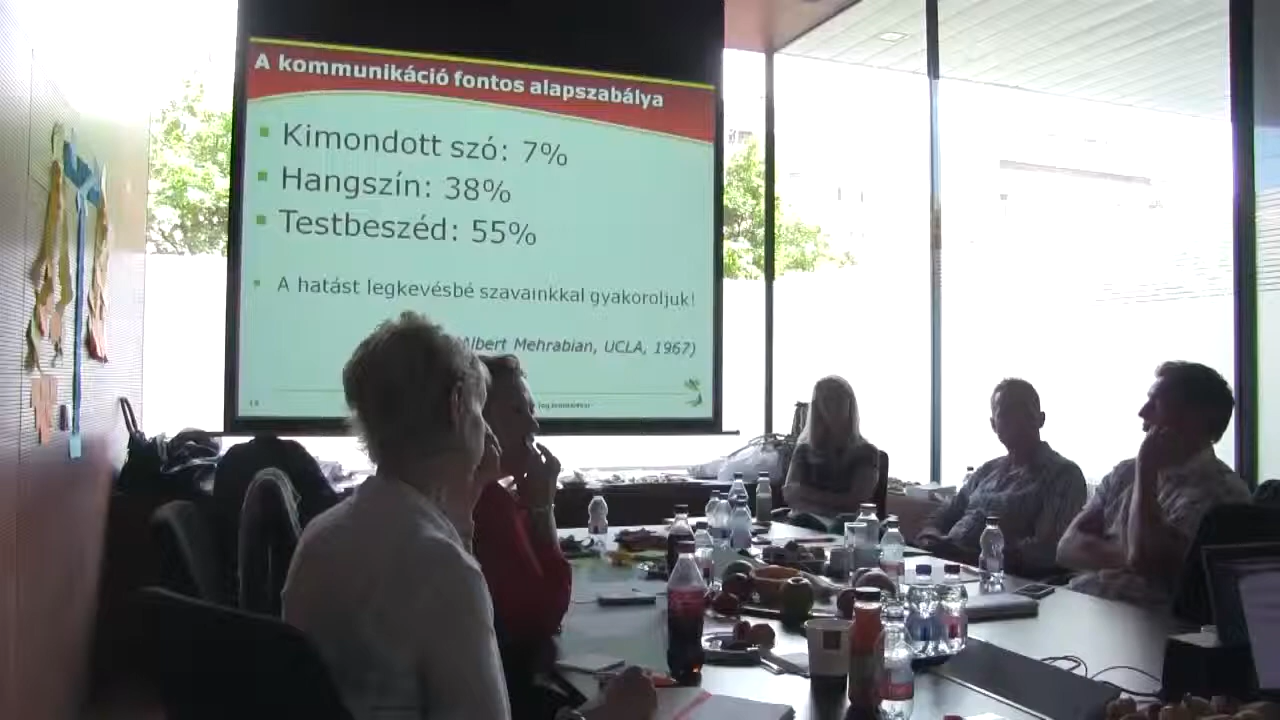 A kommunikáció fontos alapszabálya
Kimondott szó: 7%
Hangszín: 38%
Testbeszéd: 55%
A hatást legkevésbé szavainkkal gyakoroljuk!
Albert Mehrabian, UCLA, 1967)